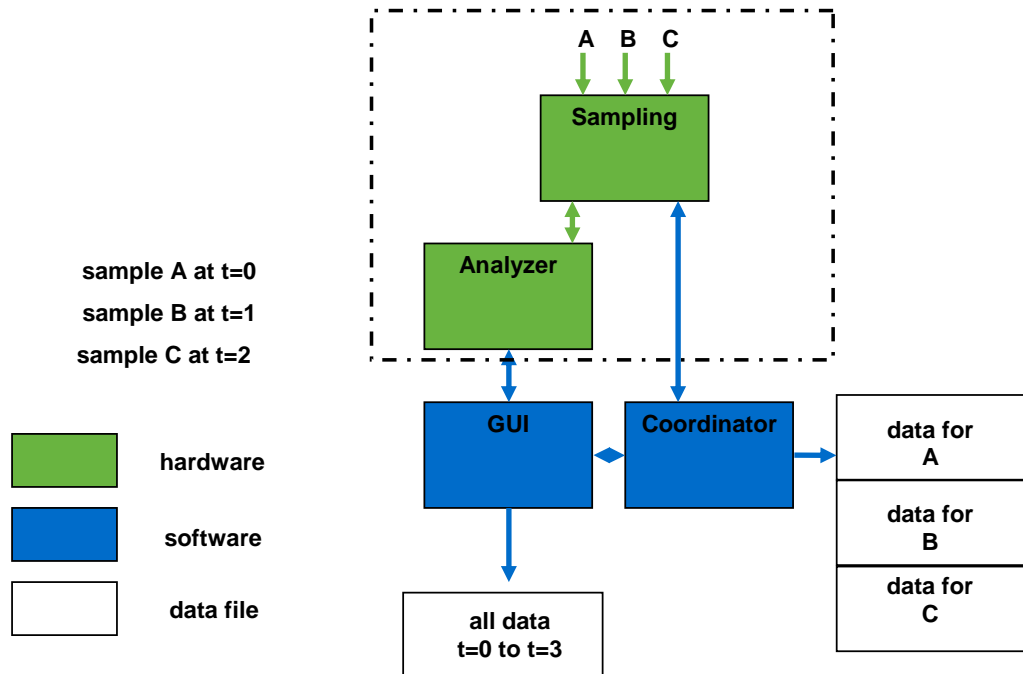 A B C
Sampling
Analyzer
sample A at t=0
sample B at t=1
sample C at t=2
GUI
Coordinator
data for
A
hardware
data for
B
software
data for
C
data file
all data
t=0 to t=3